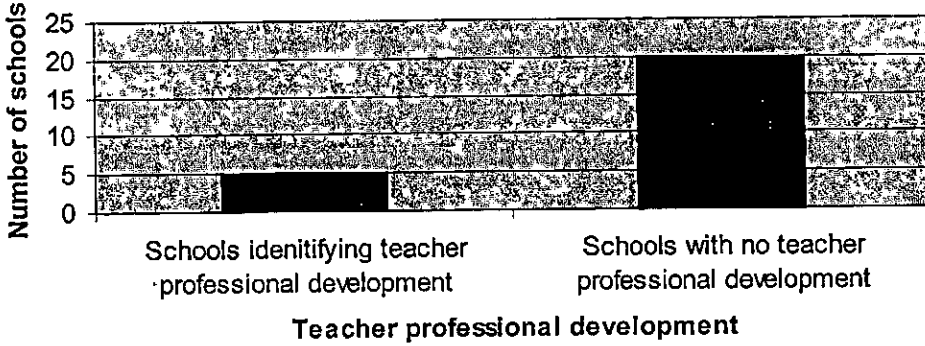 Number of schools
25
20
15
10
5
0
Schools idenitifying teacher
professional development
Schools with no teacher
professional development
Teacher professional development